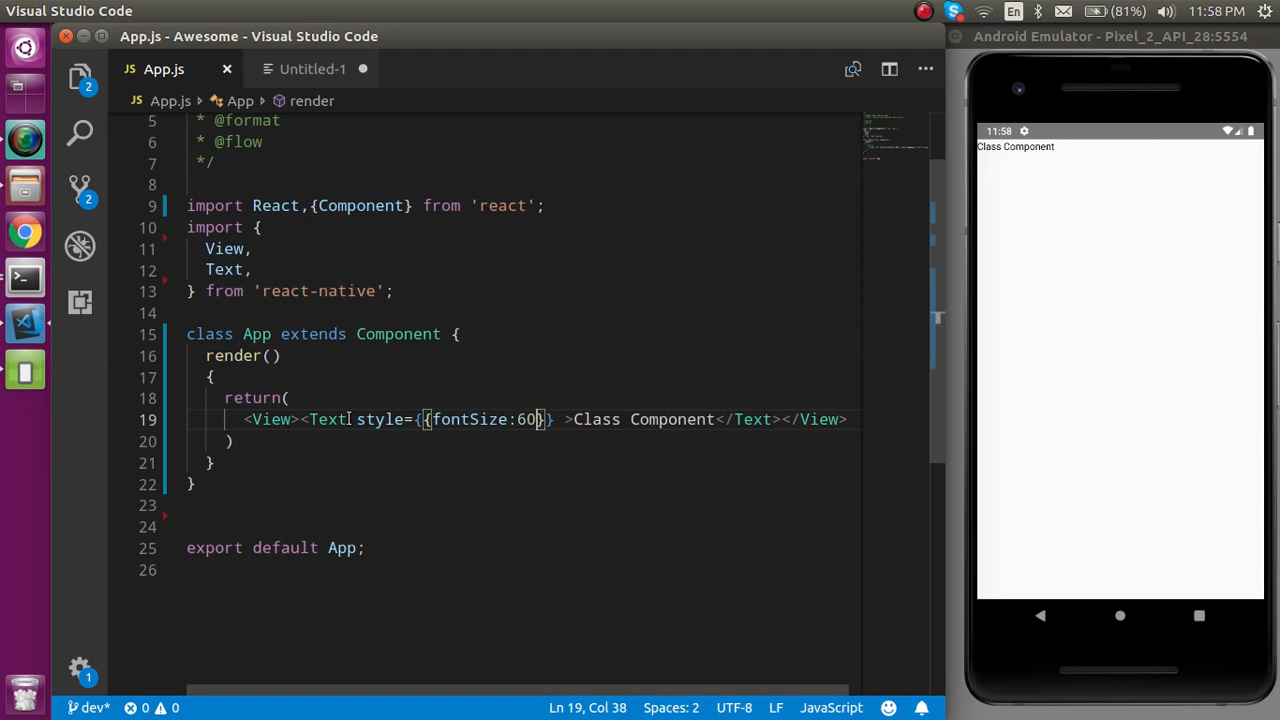 Visual Studio Code
En
(81%)
11:58 PM
App.js - Awesome - Visual Studio Code
Android Emulator - Pixel_2_API_28:5554
App.js
Untitled-1
App.js
App
render
2
2
1
5 * @format
6 * @flow
7 */
8
9 import React,{Component} from 'react';
10 import {
11 View,
12 Text,
13 } from 'react-native';
14
15 class App extends Component {
16 render()
17 {
18 return(
19 <View><Text style={{fontSize:60}} >Class Component</Text></View>
20 )
21 }
22 }
23
24
25 export default App;
26
11:58
Class Component
dev*
0
0
Ln 19, Col 38
Spaces: 2
UTF-8
LF
JavaScript